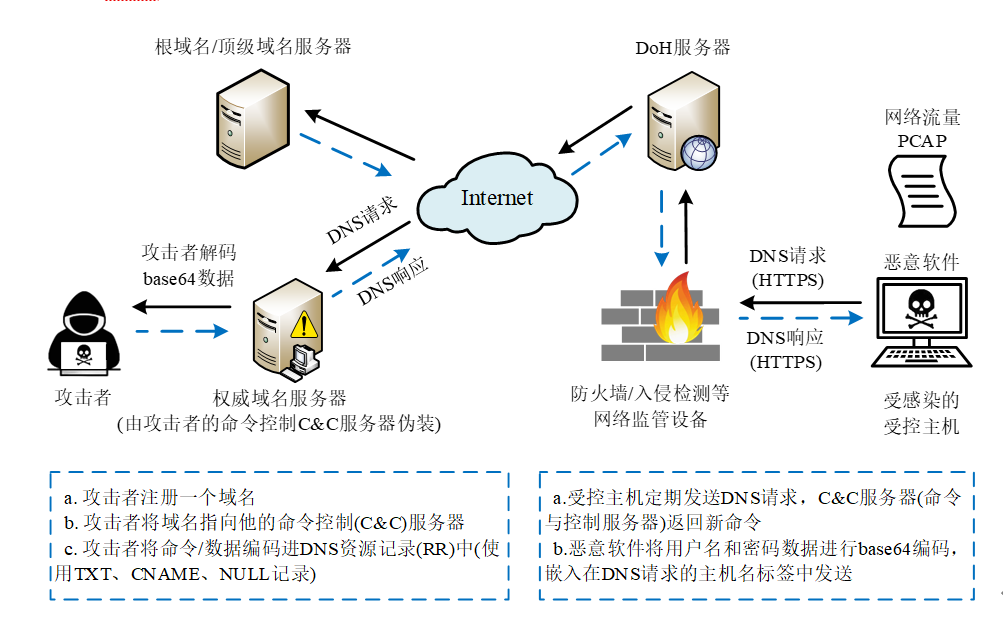 根域名/顶级域名服务器
DoH服务器
网络流量
PCAP
Internet
DNS请求
DNS响应
攻击者解码
base64数据
DNS请求
(HTTPS)
恶意软件
DNS响应
(HTTPS)
攻击者
权威域名服务器
(由攻击者的命令控制C&C服务器伪装)
防火墙/入侵检测等
网络监管设备
受感染的
受控主机
a. 攻击者注册一个域名
b. 攻击者将域名指向他的命令控制(C&C)服务器
c. 攻击者将命令/数据编码进DNS资源记录(RR)中(使
用TXT、CNAME、NULL记录)
a.受控主机定期发送DNS请求，C&C服务器(命令
与控制服务器)返回新命令
b.恶意软件将用户名和密码数据进行base64编码，
嵌入在DNS请求的主机名标签中发送